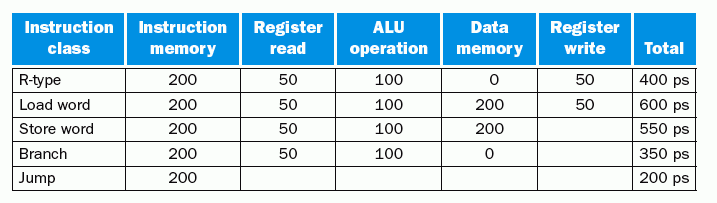 Instruction class Instruction memory Register read ALU operation Data memory Register write Total
R-type 200 50 100 0 50 400 ps
Load word 200 50 100 200 50 600 ps
Store word 200 50 100 200 550 ps
Branch 200 50 100 0 350 ps
Jump 200 200 ps